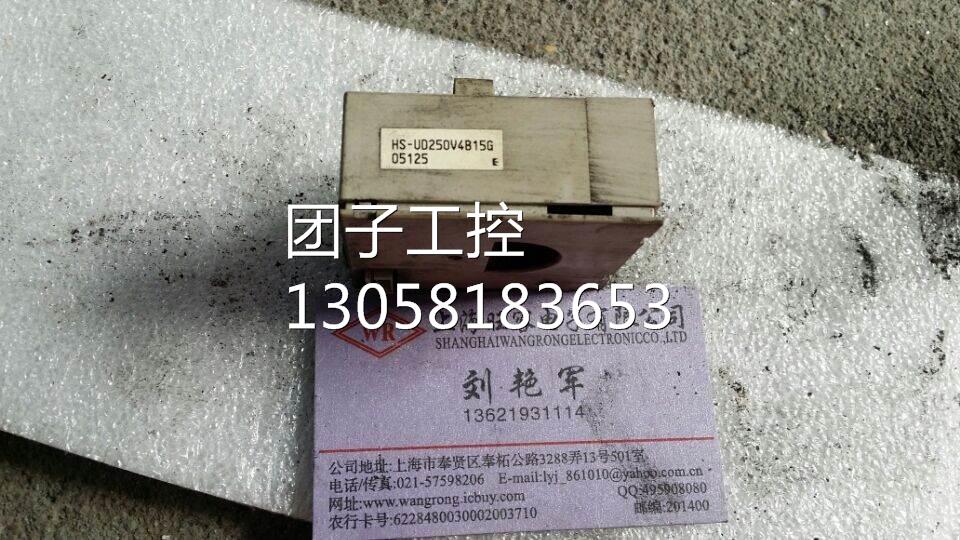 HS-UD250V4B15G
05125 E
团子工控
13058183653
WR
SHANGHAIWANGRONGELECTRONICCO.,LTD
刘艳军
13621931114
公司地址:上海市奉贤区奉柘公路3288弄13号501室
电话/传真:021-57598206 E-mail:lyj_861010@yahoo.com.cn
网址:www.wangrong.icbuy.com QQ:495908080
农行卡号:6228480030002003710 邮编:201400